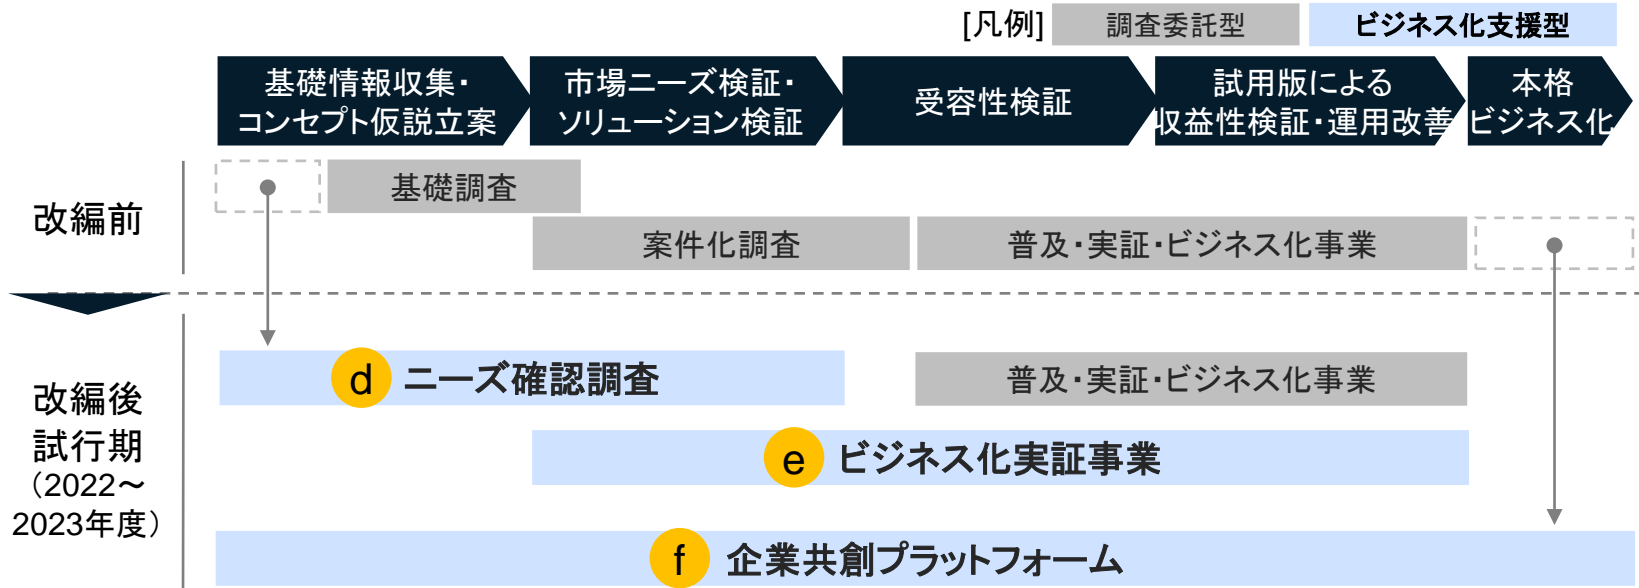 [凡例] 調査委託型 ビジネス化支援型
基礎情報収集・
コンセプト仮説立案
市場ニーズ検証・
ソリューション検証
受容性検証
試用版による
収益性検証・運用改善
本格
ビジネス化
改編前
基礎調査
案件化調査
普及・実証・ビジネス化事業
改編後
試行期
（2022～
2023年度）
d ニーズ確認調査
普及・実証・ビジネス化事業
e ビジネス化実証事業
f 企業共創プラットフォーム